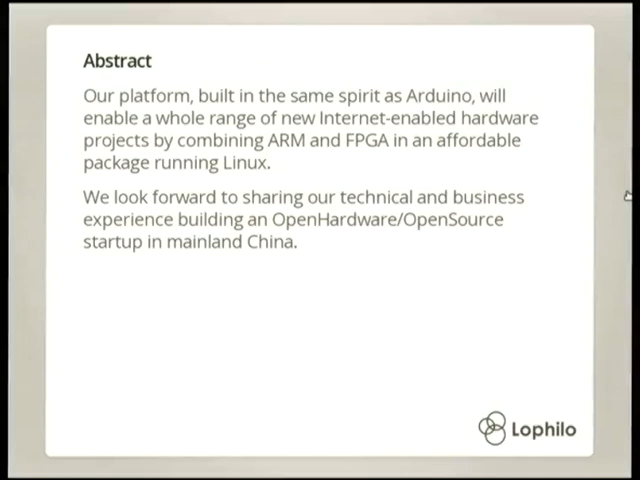 Abstract
Our platform, built in the same spirit as Arduino, will
enable a whole range of new Internet-enabled hardware
projects by combining ARM and FPGA in an affordable
package running Linux.
We look forward to sharing our technical and business
experience building an OpenHardware/OpenSource
startup in mainland China.
Lophilo